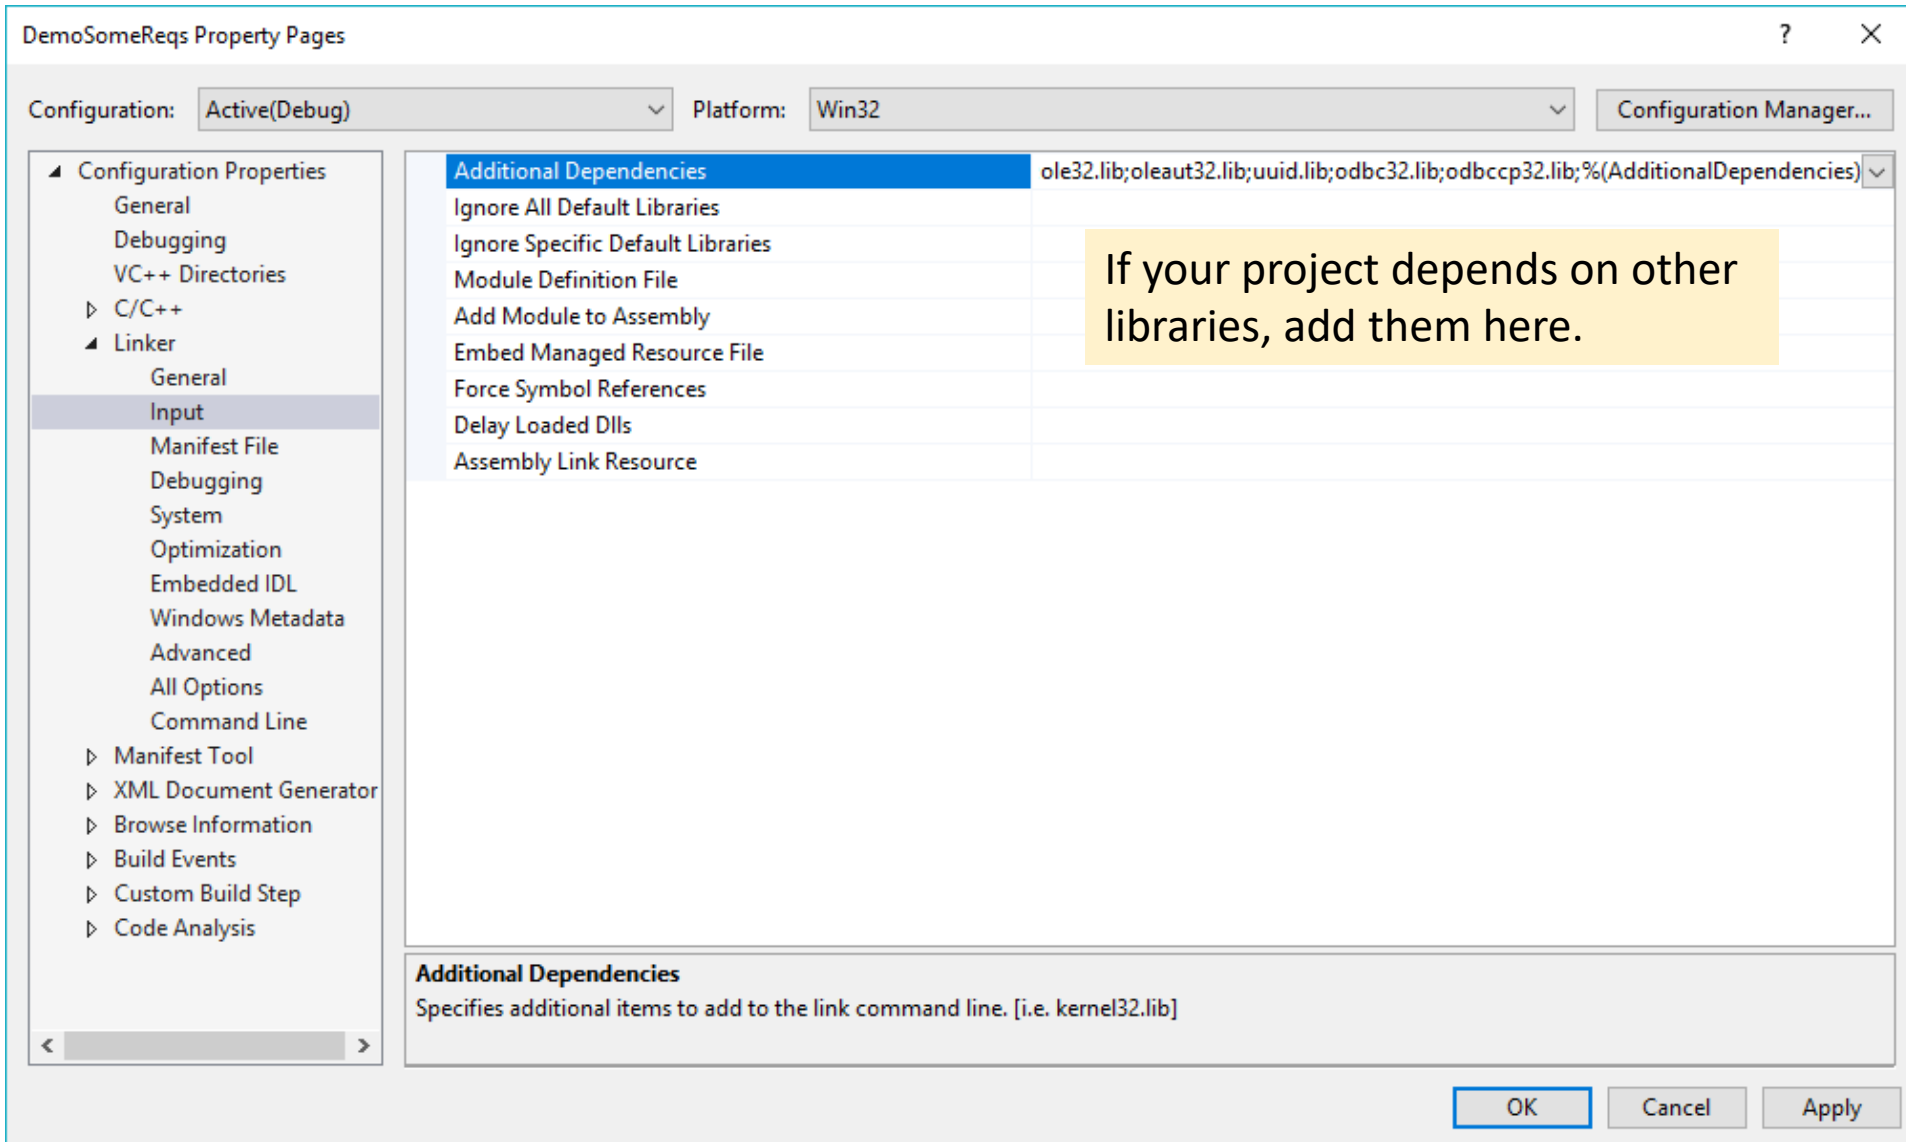 DemoSomeReqs Property Pages
?
Configuration: Active(Debug) Platform: Win32 Configuration Manager...
Configuration Properties
General
Debugging
VC++ Directories
C/C++
Linker
General
Input
Manifest File
Debugging
System
Optimization
Embedded IDL
Windows Metadata
Advanced
All Options
Command Line
Manifest Tool
XML Document Generator
Browse Information
Build Events
Custom Build Step
Code Analysis
Additional Dependencies ole32.lib;oleaut32.lib;uuid.lib;odbc32.lib;odbccp32.lib;%(AdditionalDependencies)
Ignore All Default Libraries
Ignore Specific Default Libraries
Module Definition File
Add Module to Assembly
Embed Managed Resource File
Force Symbol References
Delay Loaded Dlls
Assembly Link Resource
If your project depends on other
libraries, add them here.
Additional Dependencies
Specifies additional items to add to the link command line. [i.e. kernel32.lib]
OK Cancel Apply